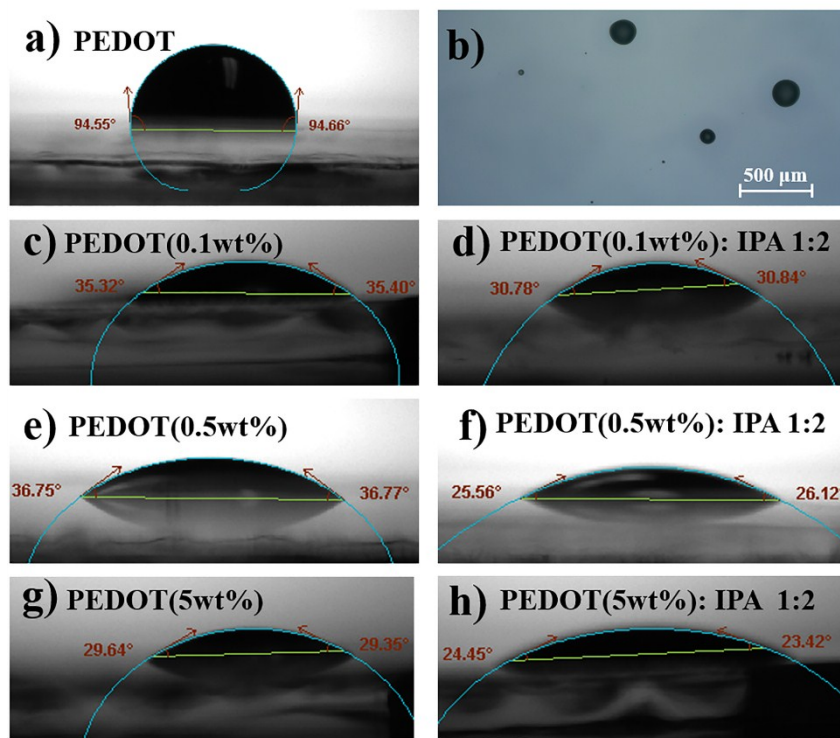 a) PEDOT
94.55° 94.66°
b)
500 μm
c) PEDOT(0.1wt%)
35.32° 35.40°
d) PEDOT(0.1wt%): IPA 1:2
30.78° 30.84°
e) PEDOT(0.5wt%)
36.75° 36.77°
f) PEDOT(0.5wt%): IPA 1:2
25.56° 26.12°
g) PEDOT(5wt%)
29.64° 29.35°
h) PEDOT(5wt%): IPA 1:2
24.45° 23.42°